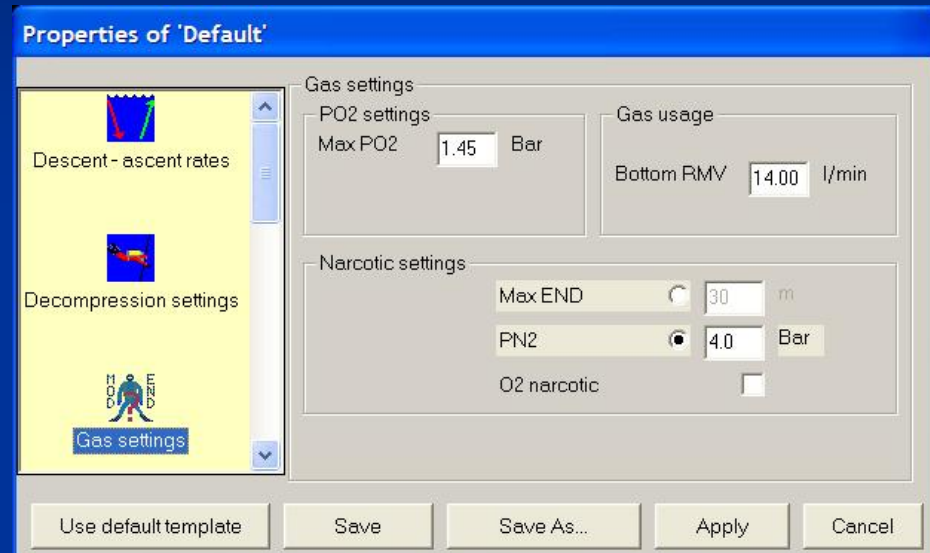 Properties of 'Default'
Descent - ascent rates
Decompression settings
M E
O N
D D
Gas settings
Gas settings
PO2 settings
Max PO2 1.45 Bar
Gas usage
Bottom RMV 14.00 l/min
Narcotic settings
Max END 30 m
PN2 4.0 Bar
O2 narcotic
Use default template Save Save As... Apply Cancel